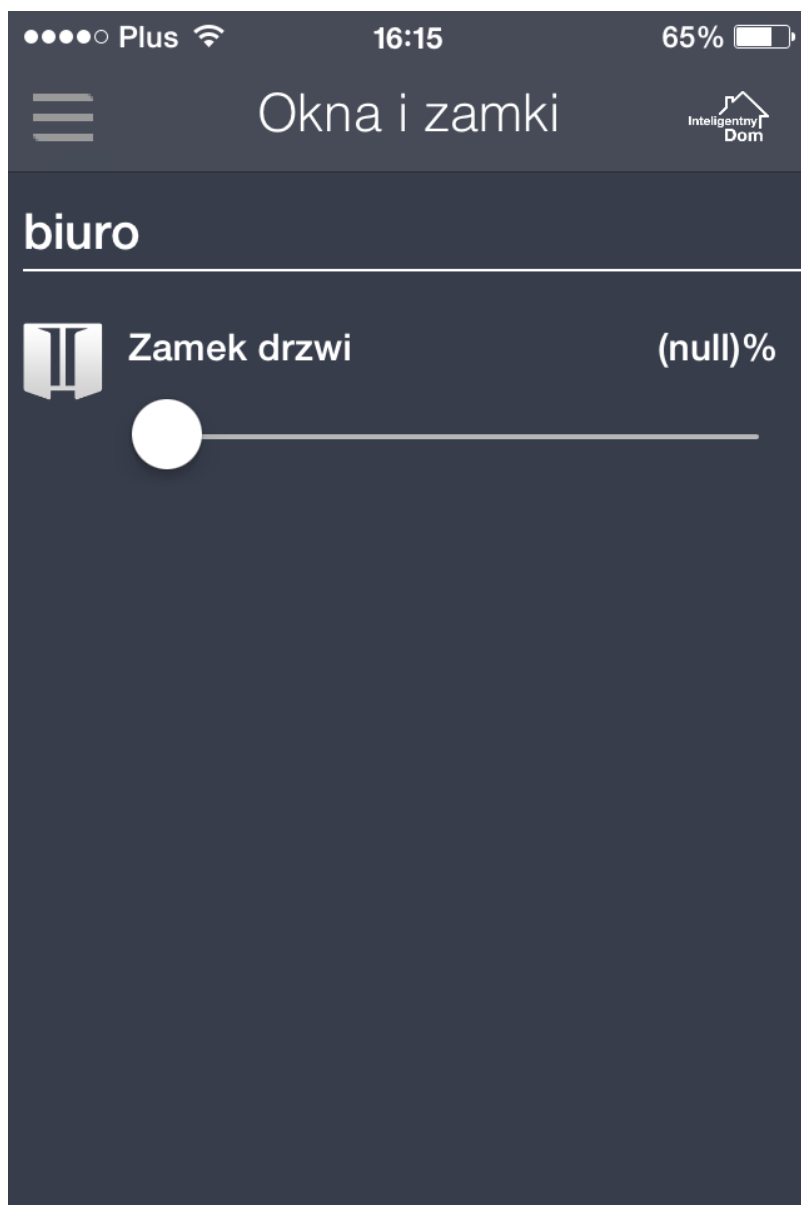 Plus 16:15 65%
Okna i zamki
Inteligentny
Dom
biuro
Zamek drzwi (null)%